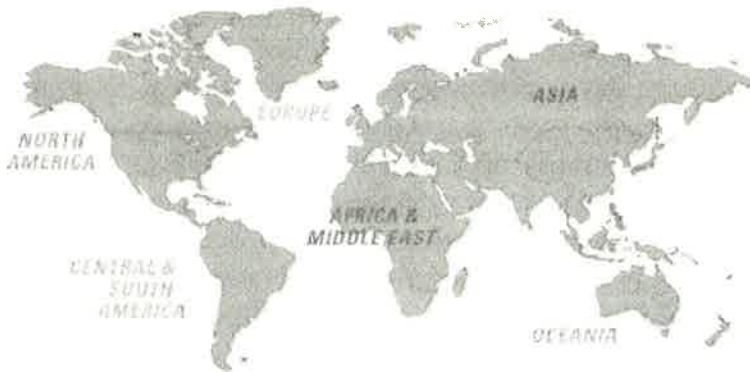 EUROPE
ASIA
NORTH
AMERICA
AFRICA &
MIDDLE EAST
CENTRAL &
SOUTH
AMERICA
OCEANIA